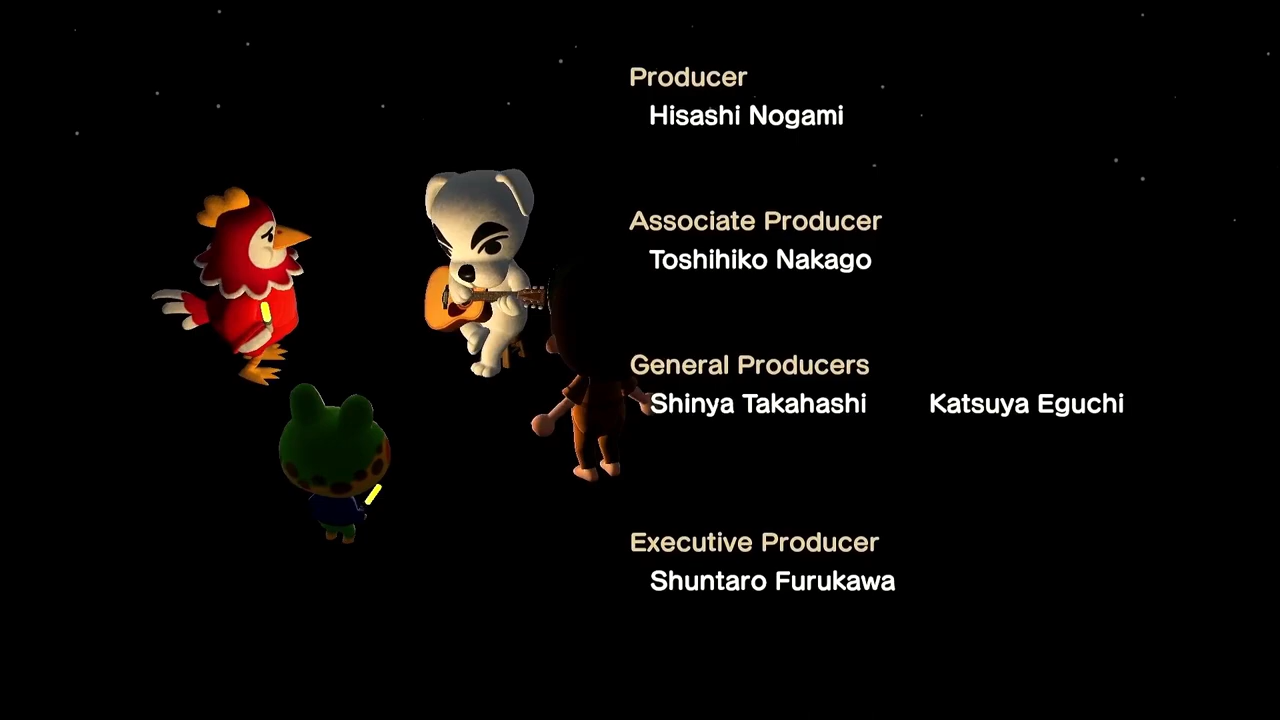 Producer
Hisashi Nogami
Associate Producer
Toshihiko Nakago
General Producers
Shinya Takahashi Katsuya Eguchi
Executive Producer
Shuntaro Furukawa